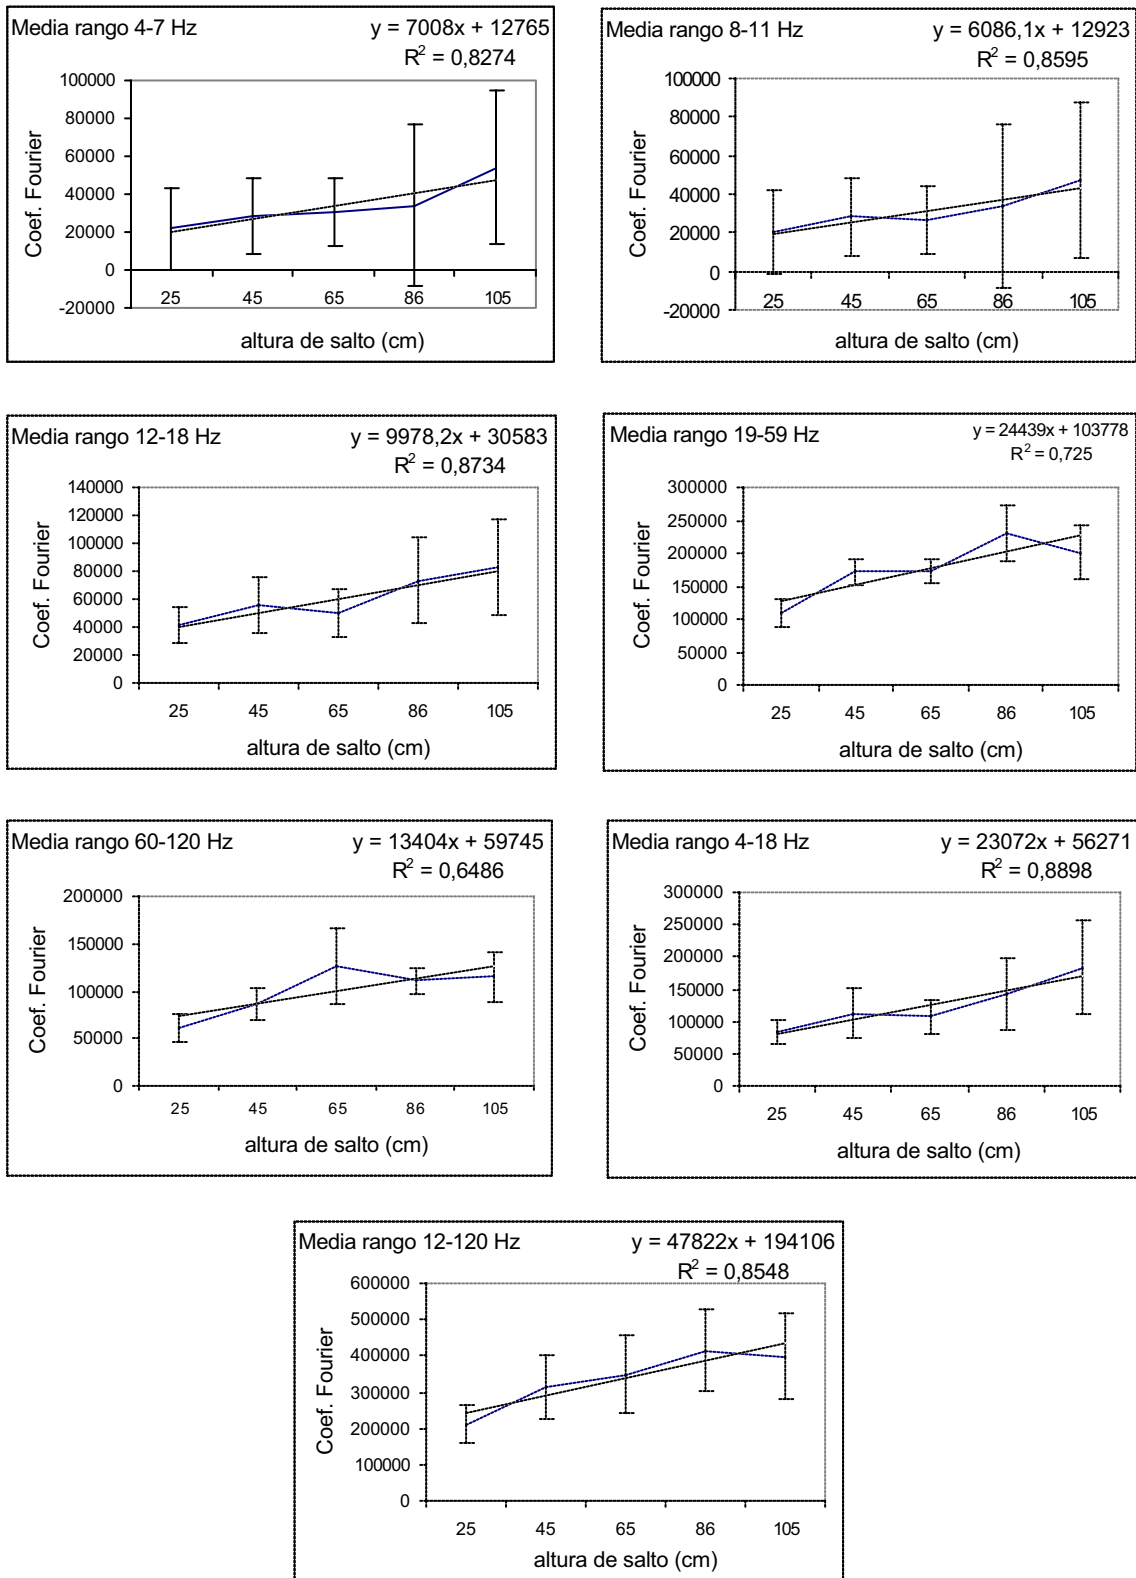 Media rango 4-7 Hz
y = 7008x + 12765
R² = 0,8274
Coef. Fourier
100000
80000
60000
40000
20000
0
-20000
25 45 65 86 105
altura de salto (cm)
Media rango 8-11 Hz
y = 6086,1x + 12923
R² = 0,8595
Coef. Fourier
100000
80000
60000
40000
20000
0
-20000
25 45 65 86 105
altura de salto (cm)
Media rango 12-18 Hz
y = 9978,2x + 30583
R² = 0,8734
Coef. Fourier
140000
120000
100000
80000
60000
40000
20000
0
25 45 65 86 105
altura de salto (cm)
Media rango 19-59 Hz
y = 24439x + 103778
R² = 0,725
Coef. Fourier
300000
250000
200000
150000
100000
50000
0
25 45 65 86 105
altura de salto (cm)
Media rango 60-120 Hz
y = 13404x + 59745
R² = 0,6486
Coef. Fourier
200000
150000
100000
50000
0
25 45 65 86 105
altura de salto (cm)
Media rango 4-18 Hz
y = 23072x + 56271
R² = 0,8898
Coef. Fourier
300000
250000
200000
150000
100000
50000
0
25 45 65 86 105
altura de salto (cm)
Media rango 12-120 Hz
y = 47822x + 194106
R² = 0,8548
Coef. Fourier
600000
500000
400000
300000
200000
100000
0
25 45 65 86 105
altura de salto (cm)